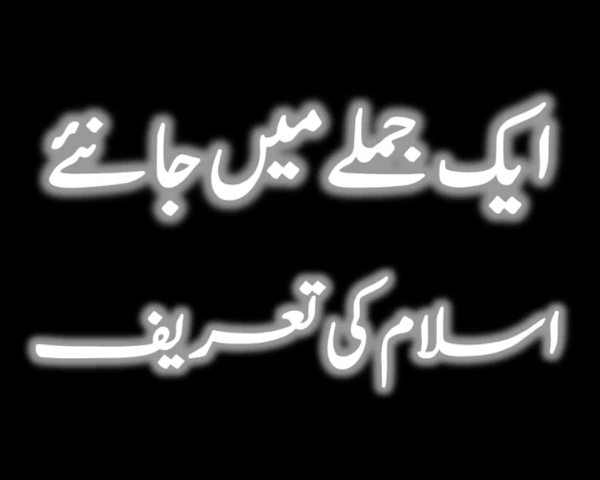 ایک جملے میں جانئے
اسلام کی تعریف